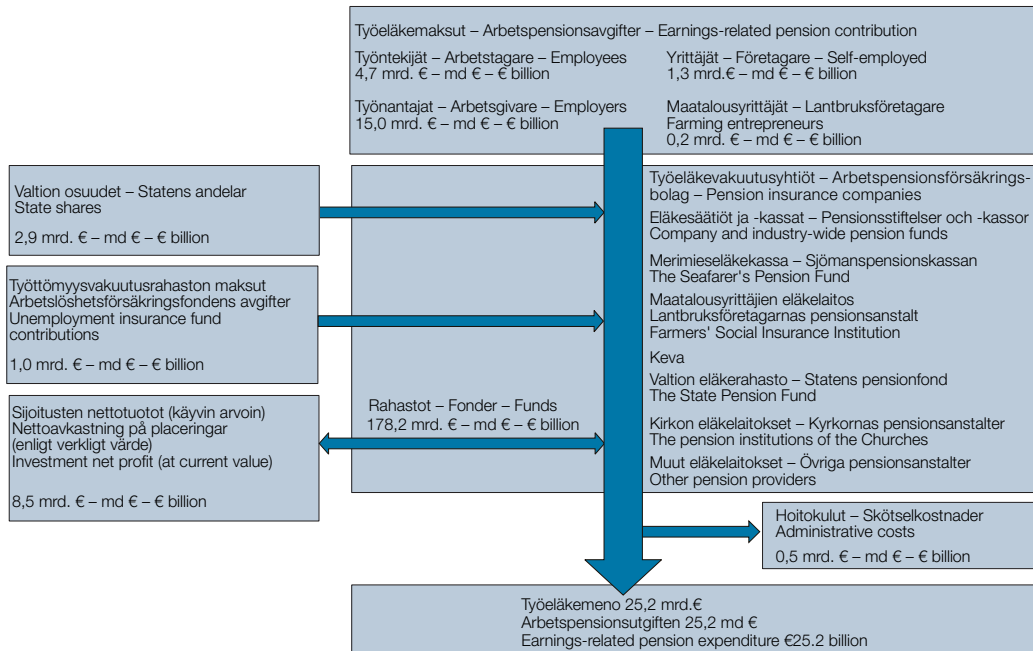 Työeläkemaksut – Arbetspensionsavgifter – Earnings-related pension contribution
Työntekijät – Arbetstagare – Employees
4,7 mrd. € – md € – € billion
Yrittäjät – Företagare – Self-employed
1,3 mrd.€ – md € – € billion
Työnantajat – Arbetsgivare – Employers
15,0 mrd. € – md € – € billion
Maatalousyrittäjät – Lantbruksföretagare
Farming entrepreneurs
0,2 mrd. € – md € – € billion
Valtion osuudet – Statens andelar
State shares
2,9 mrd. € – md € – € billion
Työttömyysvakuutusrahaston maksut
Arbetslöshetsförsäkringsfondens avgifter
Unemployment insurance fund
contributions
1,0 mrd. € – md € – € billion
Sijoitusten nettotuotot (käyvin arvoin)
Nettoavkastning på placeringar
(enligt verkligt värde)
Investment net profit (at current value)
8,5 mrd. € – md € – € billion
Rahastot – Fonder – Funds
178,2 mrd. € – md € – € billion
Työeläkevakuutusyhtiöt – Arbetspensionsförsäkrings-
bolag – Pension insurance companies
Eläkesäätiöt ja -kassat – Pensionsstiftelser och -kassor
Company and industry-wide pension funds
Merimieseläkekassa – Sjömanspensionskassan
The Seafarer's Pension Fund
Maatalousyrittäjien eläkelaitos
Lantbruksföretagarnas pensionsanstalt
Farmers' Social Insurance Institution
Keva
Valtion eläkerahasto – Statens pensionfond
The State Pension Fund
Kirkon eläkelaitokset – Kyrkornas pensionsanstalter
The pension institutions of the Churches
Muut eläkelaitokset – Övriga pensionsanstalter
Other pension providers
Hoitokulut – Skötselkostnader
Administrative costs
0,5 mrd. € – md € – € billion
Työeläkemeno 25,2 mrd.€
Arbetspensionsutgiften 25,2 md €
Earnings-related pension expenditure €25.2 billion